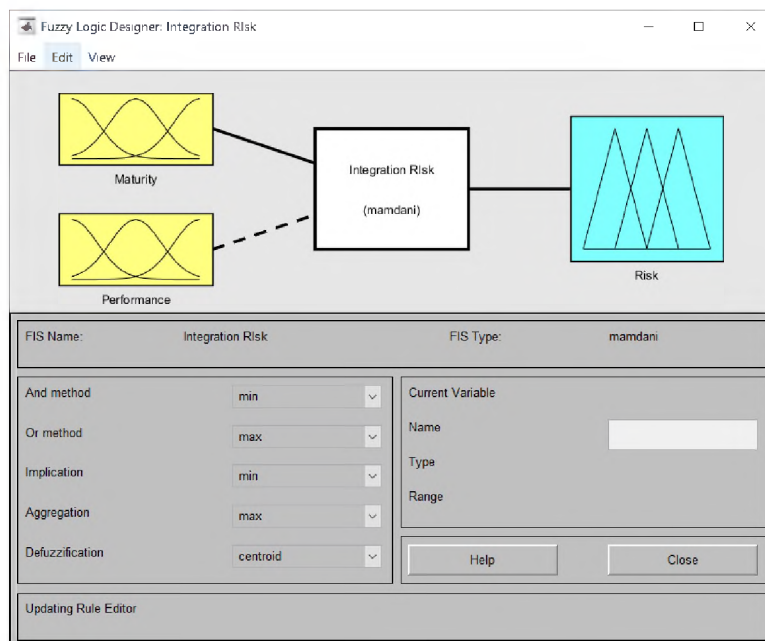 Fuzzy Logic Designer: Integration RIsk
File Edit View
Maturity
Performance
Integration RIsk
(mamdani)
Risk
FIS Name: Integration RIsk FIS Type: mamdani
And method min
Or method max
Implication min
Aggregation max
Defuzzification centroid
Current Variable
Name
Type
Range
Help Close
Updating Rule Editor